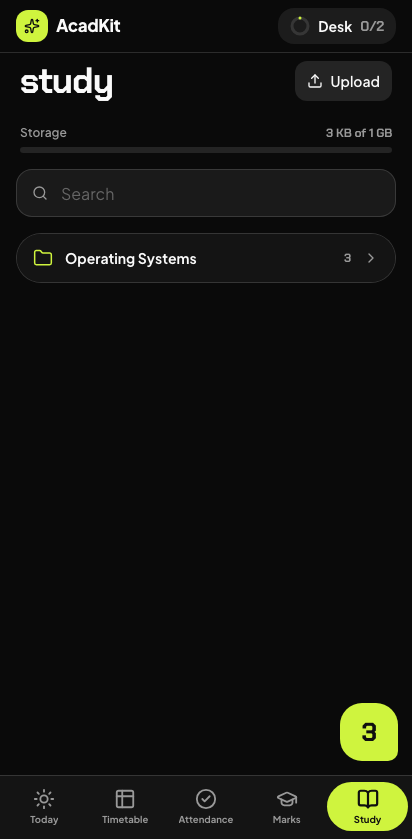 AcadKit
Desk 0/2
study
Upload
Storage 3 KB of 1 GB
Search
Operating Systems 3
3
Today Timetable Attendance Marks Study